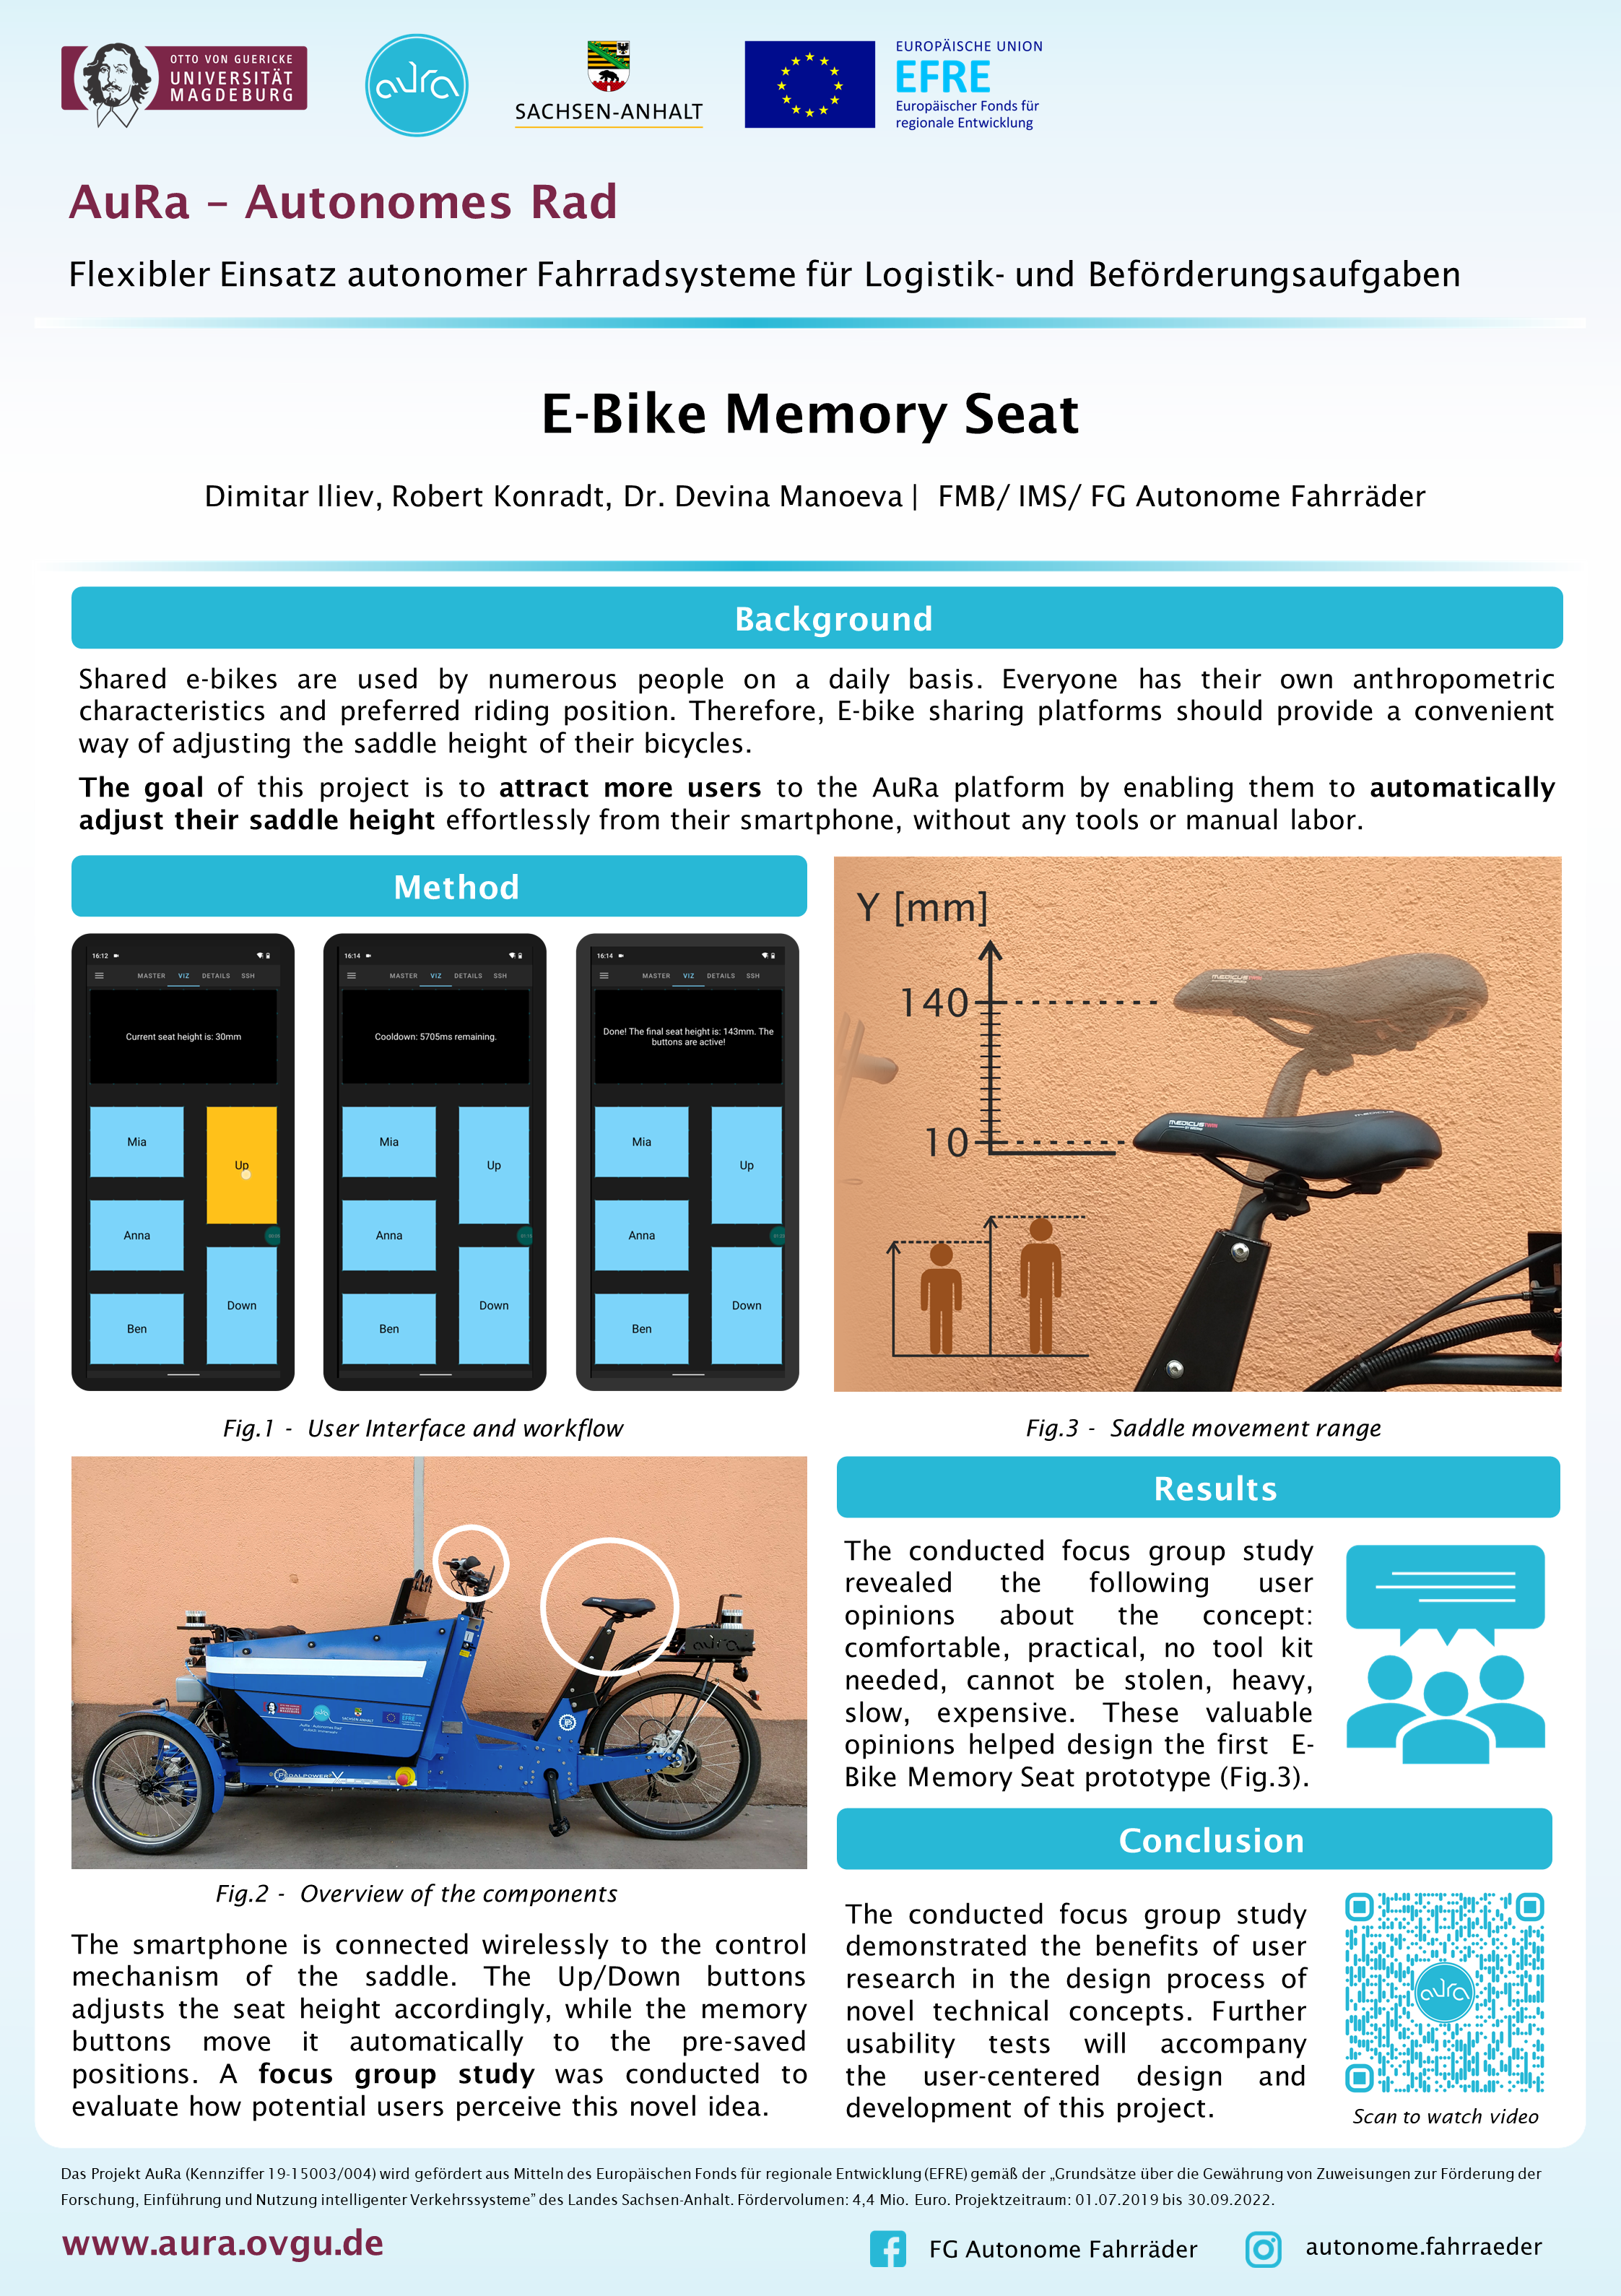 OTTO VON GUERICKE
UNIVERSITÄT
MAGDEBURG
aura
SACHSEN-ANHALT
EUROPÄISCHE UNION
EFRE
Europäischer Fonds für
regionale Entwicklung
AuRa – Autonomes Rad
Flexibler Einsatz autonomer Fahrradsysteme für Logistik- und Beförderungsaufgaben
E-Bike Memory Seat
Dimitar Iliev, Robert Konradt, Dr. Devina Manoeva | FMB/ IMS/ FG Autonome Fahrräder
Background
Shared e-bikes are used by numerous people on a daily basis. Everyone has their own anthropometric
characteristics and preferred riding position. Therefore, E-bike sharing platforms should provide a convenient
way of adjusting the saddle height of their bicycles.
The goal of this project is to attract more users to the AuRa platform by enabling them to automatically
adjust their saddle height effortlessly from their smartphone, without any tools or manual labor.
Method
16:12
MASTER VIZ DETAILS SSH
Current seat height is: 30mm
Mia
Up
Anna
Down
Ben
16:14
MASTER VIZ DETAILS SSH
Cooldown: 5705ms remaining.
Mia
Up
Anna
Down
Ben
16:14
MASTER VIZ DETAILS SSH
Done! The final seat height is: 143mm. The
buttons are active!
Mia
Up
Anna
Down
Ben
Fig.1 - User Interface and workflow
Y [mm]
140
10
MEDICUS
MEDICUS
Fig.3 - Saddle movement range
aura
PEDALPOWER
Fig.2 - Overview of the components
The smartphone is connected wirelessly to the control
mechanism of the saddle. The Up/Down buttons
adjusts the seat height accordingly, while the memory
buttons move it automatically to the pre-saved
positions. A focus group study was conducted to
evaluate how potential users perceive this novel idea.
Results
The conducted focus group study
revealed the following user
opinions about the concept:
comfortable, practical, no tool kit
needed, cannot be stolen, heavy,
slow, expensive. These valuable
opinions helped design the first E-
Bike Memory Seat prototype (Fig.3).
Conclusion
The conducted focus group study
demonstrated the benefits of user
research in the design process of
novel technical concepts. Further
usability tests will accompany
the user-centered design and
development of this project.
aura
Scan to watch video
Das Projekt AuRa (Kennziffer 19-15003/004) wird gefördert aus Mitteln des Europäischen Fonds für regionale Entwicklung (EFRE) gemäß der „Grundsätze über die Gewährung von Zuweisungen zur Förderung der
Forschung, Einführung und Nutzung intelligenter Verkehrssysteme” des Landes Sachsen-Anhalt. Fördervolumen: 4,4 Mio. Euro. Projektzeitraum: 01.07.2019 bis 30.09.2022.
www.aura.ovgu.de
FG Autonome Fahrräder
autonome.fahrraeder